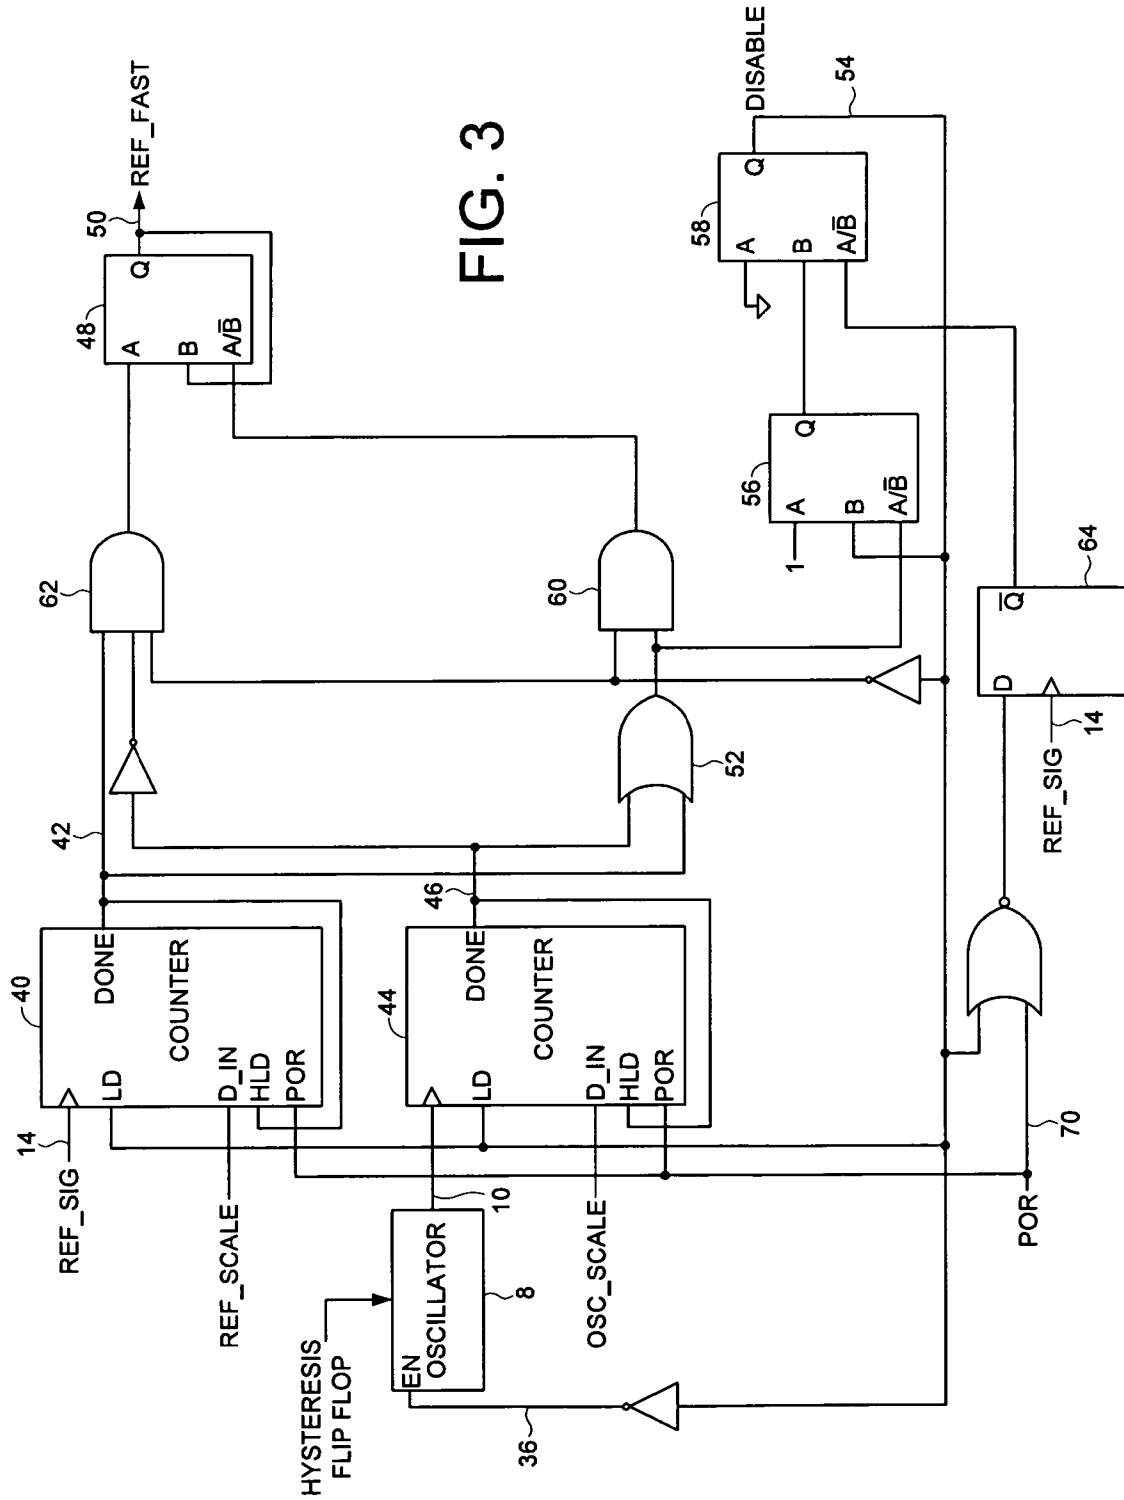 REF_SIG
14
40
LD
DONE
COUNTER
D_IN
HLD
POR
REF_SCALE
42
62
48
A
Q
B
A/B̅
50
REF_FAST
HYSTERESIS
FLIP FLOP
EN
OSCILLATOR
8
36
10
44
LD
DONE
COUNTER
D_IN
HLD
POR
OSC_SCALE
46
52
60
FIG. 3
56
1
A
Q
B
A/B̅
58
A
Q
B
A/B̅
DISABLE
54
POR
70
REF_SIG
14
D
Q̅
64